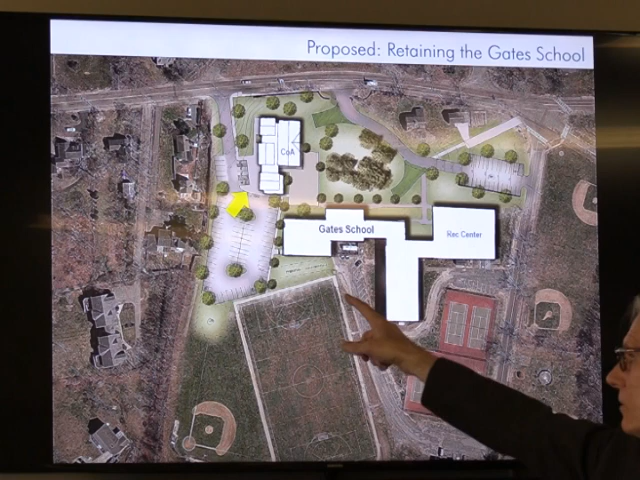 Proposed: Retaining the Gates School
CoA
Gates School
Rec Center